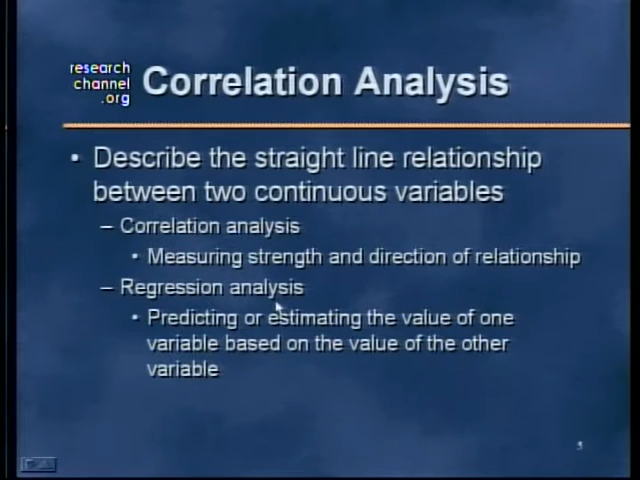 research
channel
.org
Correlation Analysis
• Describe the straight line relationship
between two continuous variables
– Correlation analysis
• Measuring strength and direction of relationship
– Regression analysis
• Predicting or estimating the value of one
variable based on the value of the other
variable
5